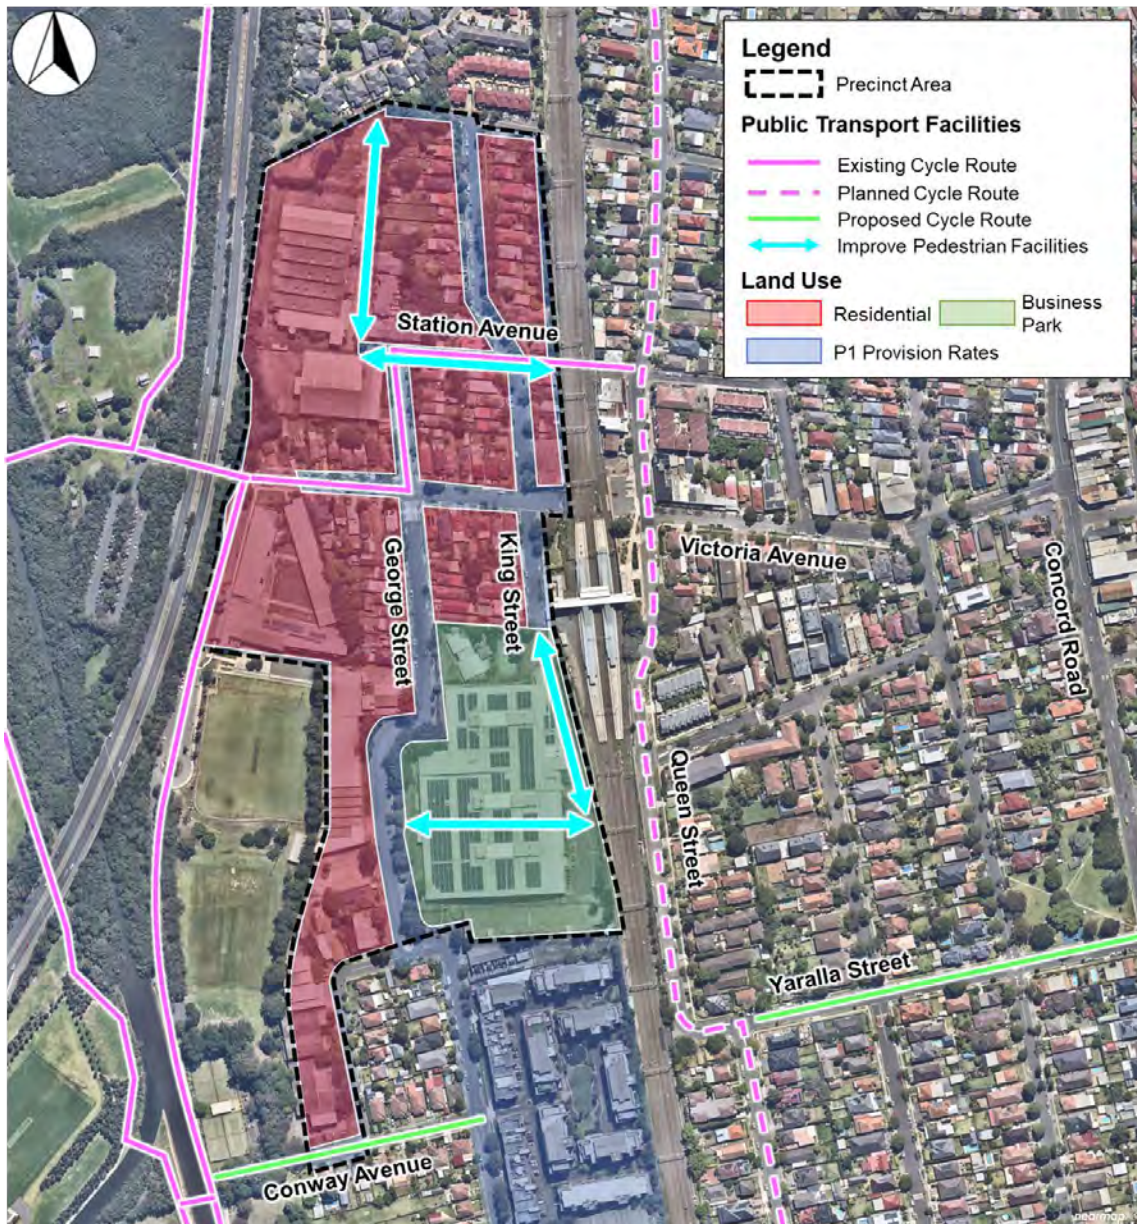 Legend
Precinct Area
Public Transport Facilities
Existing Cycle Route
Planned Cycle Route
Proposed Cycle Route
Improve Pedestrian Facilities
Land Use
Residential
Business
Park
P1 Provision Rates
Station Avenue
Victoria Avenue
King Street
George Street
Concord Road
Queen Street
Yaralla Street
Conway Avenue
nearmap